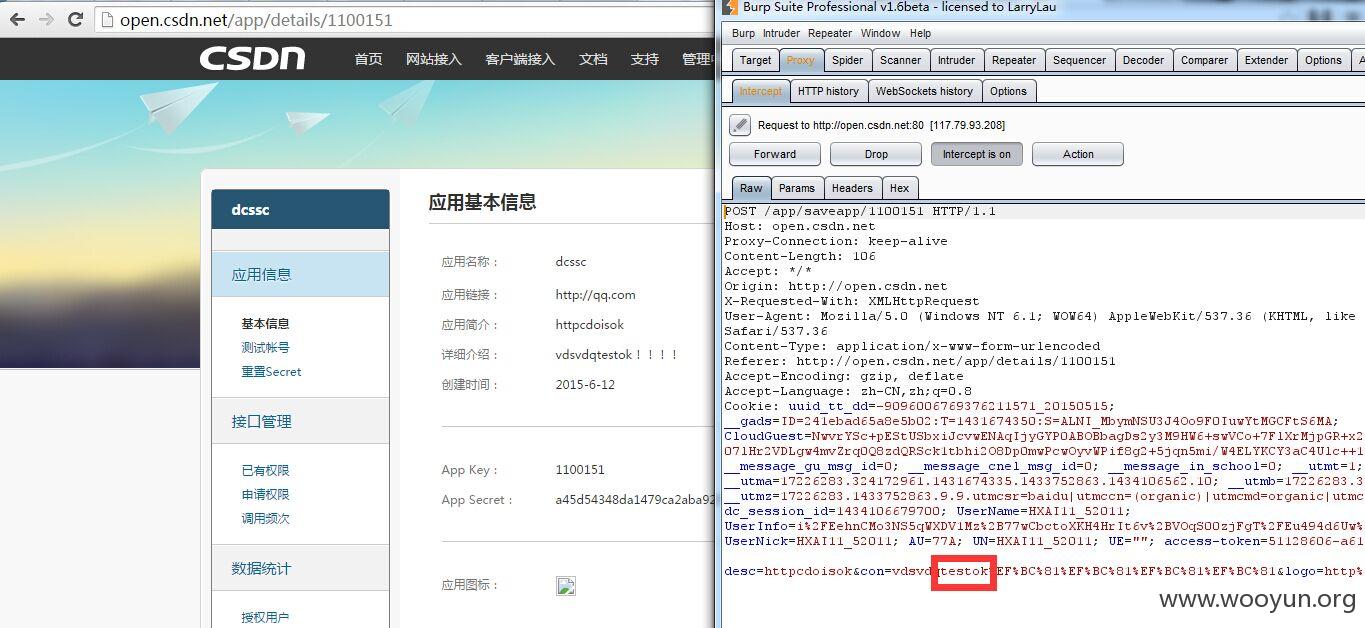 open.csdn.net/app/details/1100151
CSDN
首页 网站接入 客户端接入 文档 支持 管理中
dcssc
应用信息
基本信息
测试帐号
重置Secret
接口管理
已有权限
申请权限
调用频次
数据统计
授权用户
应用基本信息
应用名称： dcssc
应用链接： http://qq.com
应用简介： httpcdoisok
详细介绍： vdsvdqtestok！！！！
创建时间： 2015-6-12
App Key： 1100151
App Secret： a45d54348da1479ca2aba92
应用图标：
Burp Suite Professional v1.6beta - licensed to LarryLau
Burp Intruder Repeater Window Help
Target Proxy Spider Scanner Intruder Repeater Sequencer Decoder Comparer Extender Options A
Intercept HTTP history WebSockets history Options
Request to http://open.csdn.net:80 [117.79.93.208]
Forward Drop Intercept is on Action
Raw Params Headers Hex
POST /app/saveapp/1100151 HTTP/1.1
Host: open.csdn.net
Proxy-Connection: keep-alive
Content-Length: 106
Accept: */*
Origin: http://open.csdn.net
X-Requested-With: XMLHttpRequest
User-Agent: Mozilla/5.0 (Windows NT 6.1; WOW64) AppleWebKit/537.36 (KHTML, like
Safari/537.36
Content-Type: application/x-www-form-urlencoded
Referer: http://open.csdn.net/app/details/1100151
Accept-Encoding: gzip, deflate
Accept-Language: zh-CN,zh;q=0.8
Cookie: uuid_tt_dd=-9096006769376211571_20150515;
__gads=ID=241ebad65a8e5b02:T=1431674350:S=ALNI_MbymNSU3J4Oo9F0IuwYtMGCFtS6MA;
CloudGuest=NwvrYSc+pEStUSbxiJcvwENAqIjyGYP0ABOBbagDs2y3M9HW6+swVCo+7FlXrMjpGR+x2
O7lHr2VDLgw4mvZrq0Q8zdQRSck1tbhi2O8Dp0mwPcwOyvWPif8g2+5jqn5mi/W4ELYKCY3aC4Ulc++1
__message_gu_msg_id=0; __message_cnel_msg_id=0; __message_in_school=0; __utmt=1;
__utma=17226283.324172961.1431674335.1433752863.1434106562.10; __utmb=17226283.3
__utmz=17226283.1433752863.9.9.utmcsr=baidu|utmccn=(organic)|utmcmd=organic|utmc
dc_session_id=1434106679700; UserName=HXAI11_52011;
UserInfo=i%2FEehnCMo3NS5qWXDV1Mz%2B77wCbctoXKH4HrIt6v%2BVOqS0OzjFgT%2FEu494d6Uw%
UserNick=HXAI11_52011; AU=77A; UN=HXAI11_52011; UE=""; access-token=51128606-a61
desc=httpcdoisok&con=vdsvdqtestok%EF%BC%81%EF%BC%81%EF%BC%81%EF%BC%81&logo=http%
www.wooyun.org